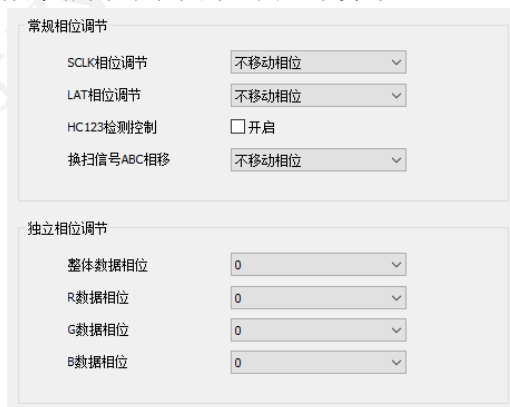 常规相位调节
SCLK相位调节 不移动相位
LAT相位调节 不移动相位
HC123检测控制 开启
换扫信号ABC相移 不移动相位
独立相位调节
整体数据相位 0
R数据相位 0
G数据相位 0
B数据相位 0